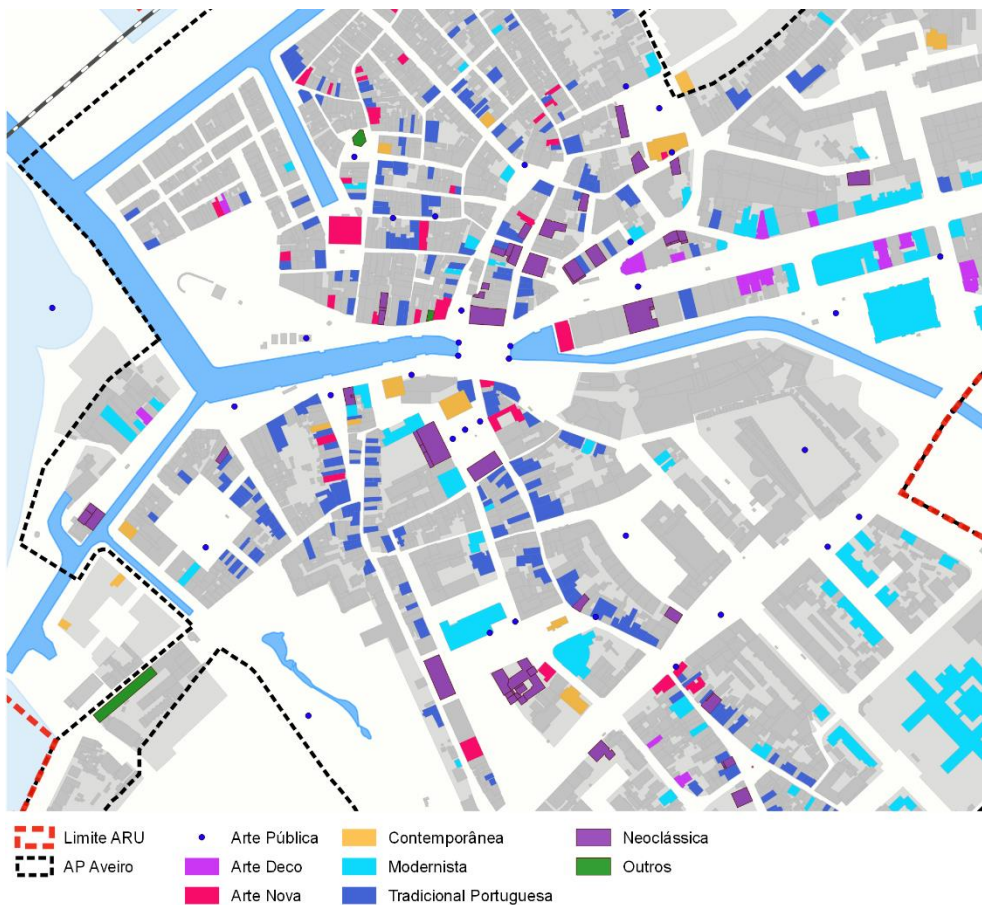 Limite ARU
AP Aveiro
Arte Pública
Arte Deco
Arte Nova
Contemporânea
Modernista
Tradicional Portuguesa
Neoclássica
Outros